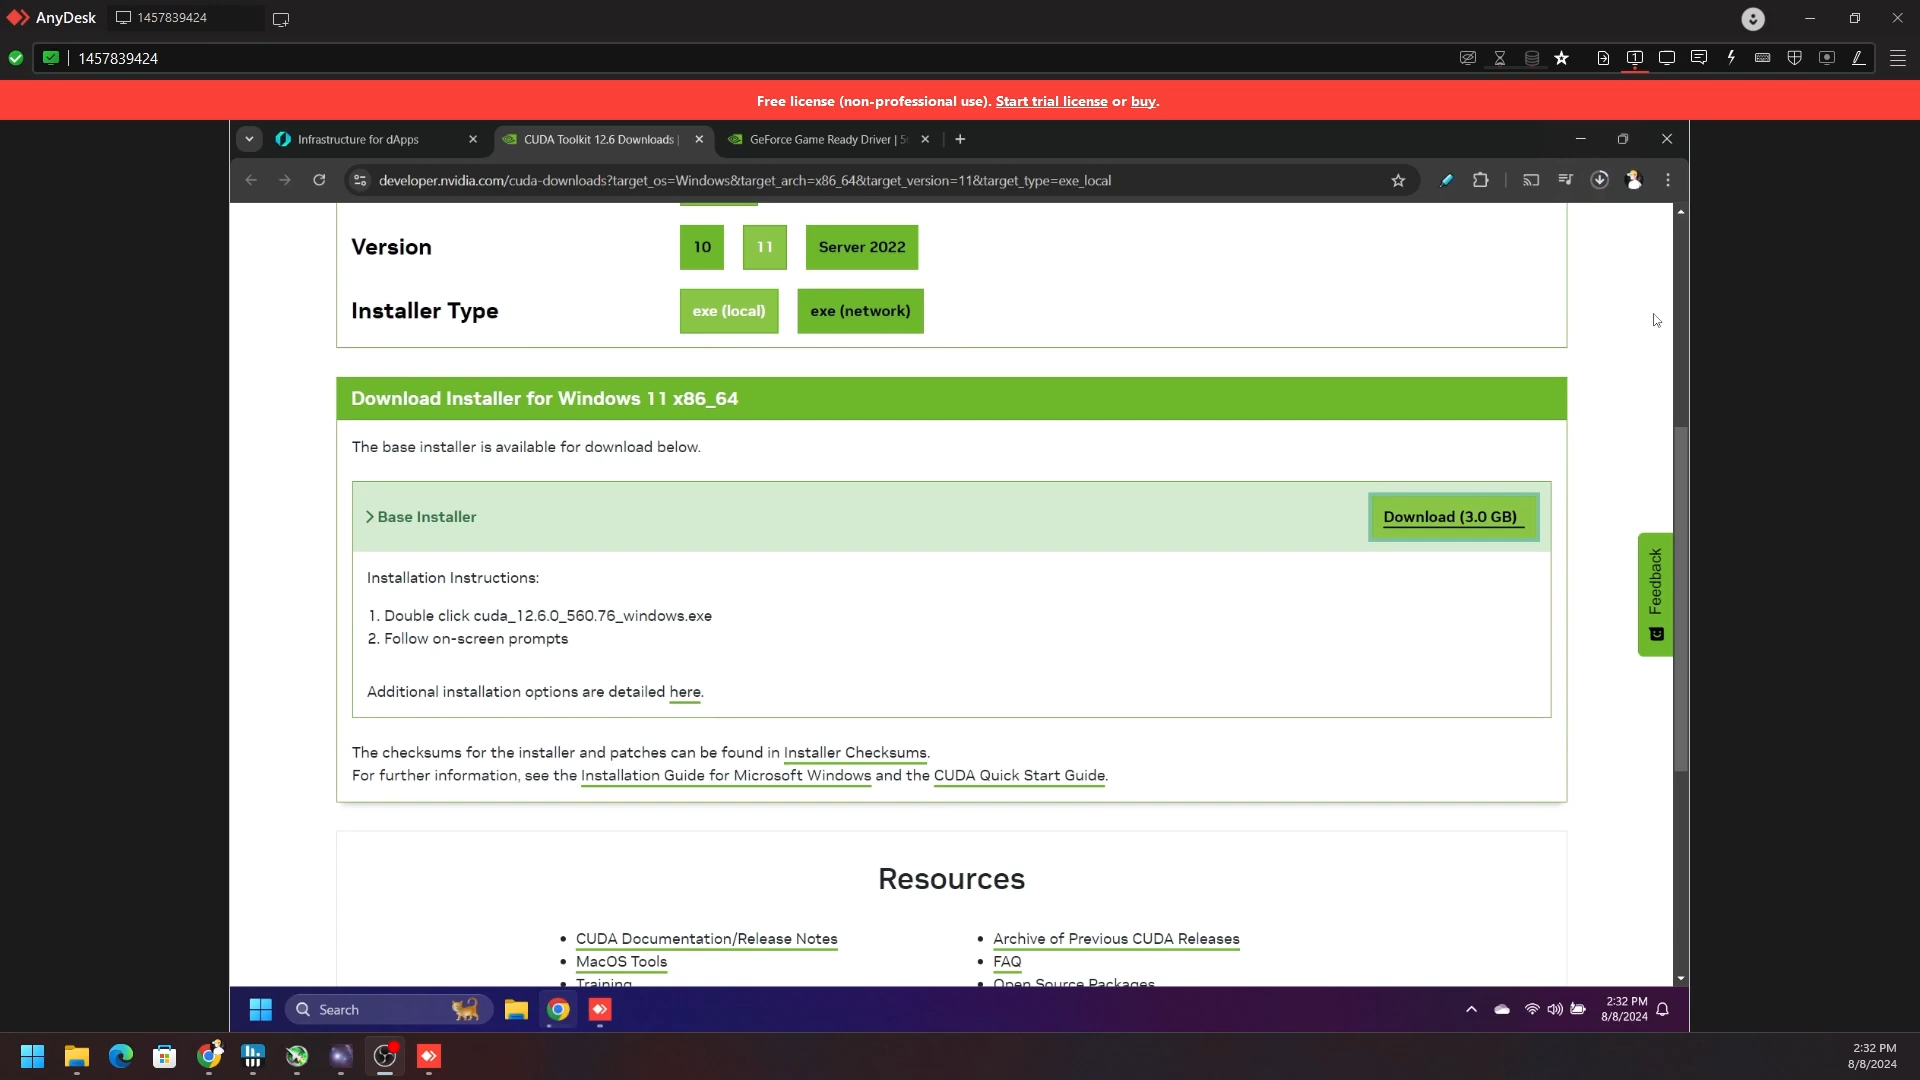 AnyDesk
1457839424
1457839424
Free license (non-professional use). Start trial license or buy.
Infrastructure for dApps
CUDA Toolkit 12.6 Downloads |
GeForce Game Ready Driver |
developer.nvidia.com/cuda-downloads?target_os=Windows&target_arch=x86_64&target_version=11&target_type=exe_local
Version
10
11
Server 2022
Installer Type
exe (local)
exe (network)
Download Installer for Windows 11 x86_64
The base installer is available for download below.
Base Installer
Download (3.0 GB)
Installation Instructions:
1. Double click cuda_12.6.0_560.76_windows.exe
2. Follow on-screen prompts
Additional installation options are detailed here.
Feedback
The checksums for the installer and patches can be found in Installer Checksums.
For further information, see the Installation Guide for Microsoft Windows and the CUDA Quick Start Guide.
Resources
CUDA Documentation/Release Notes
MacOS Tools
Training
Archive of Previous CUDA Releases
FAQ
Open Source Packages
Search
2:32 PM
8/8/2024
2:32 PM
8/8/2024